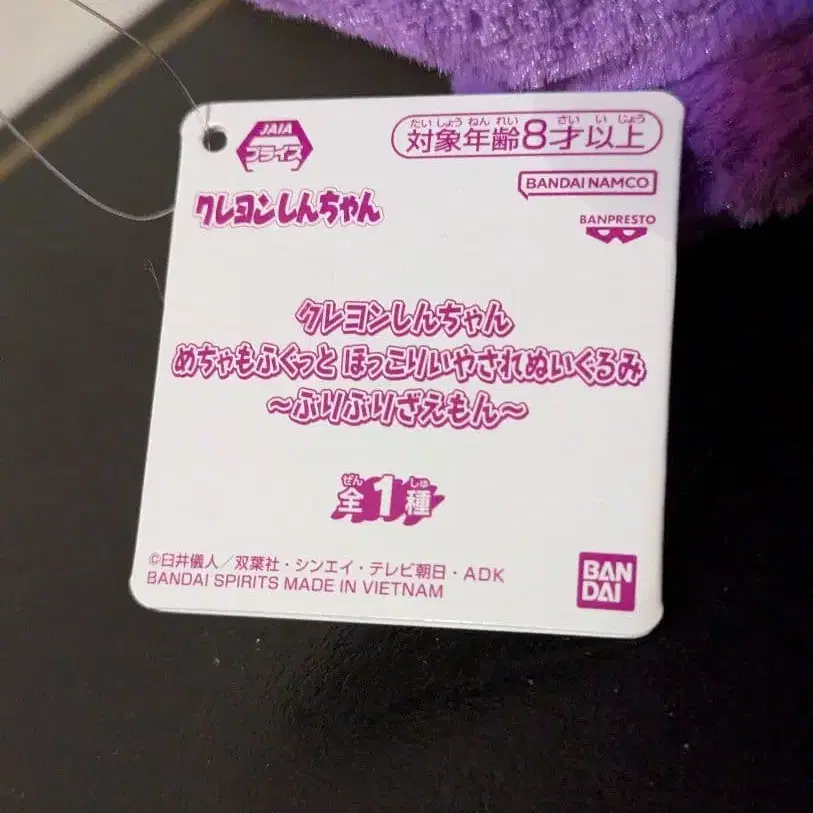 JAIA
プライズ
たいしょうねんれい さいいじょう
対象年齢8才以上
BANDAI NAMCO
BANPRESTO
クレヨンしんちゃん
クレヨンしんちゃん
めちゃもふぐっと ほっこりいやされぬいぐるみ
~ぶりぶりざえもん~
ぜん しゅ
全1種
©臼井儀人/双葉社・シンエイ・テレビ朝日・ADK
BANDAI SPIRITS MADE IN VIETNAM
BAN
DAI